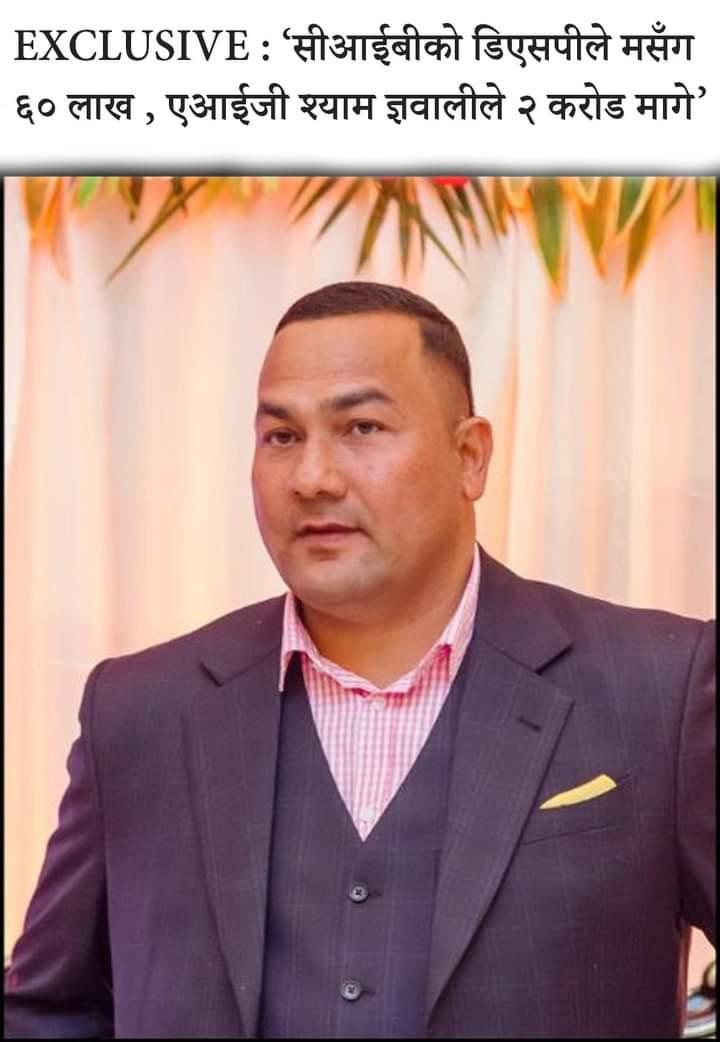 EXCLUSIVE : ‘सीआईबीको डिएसपीले मसँग
६० लाख , एआईजी श्याम ज्ञवालीले २ करोड मागे’